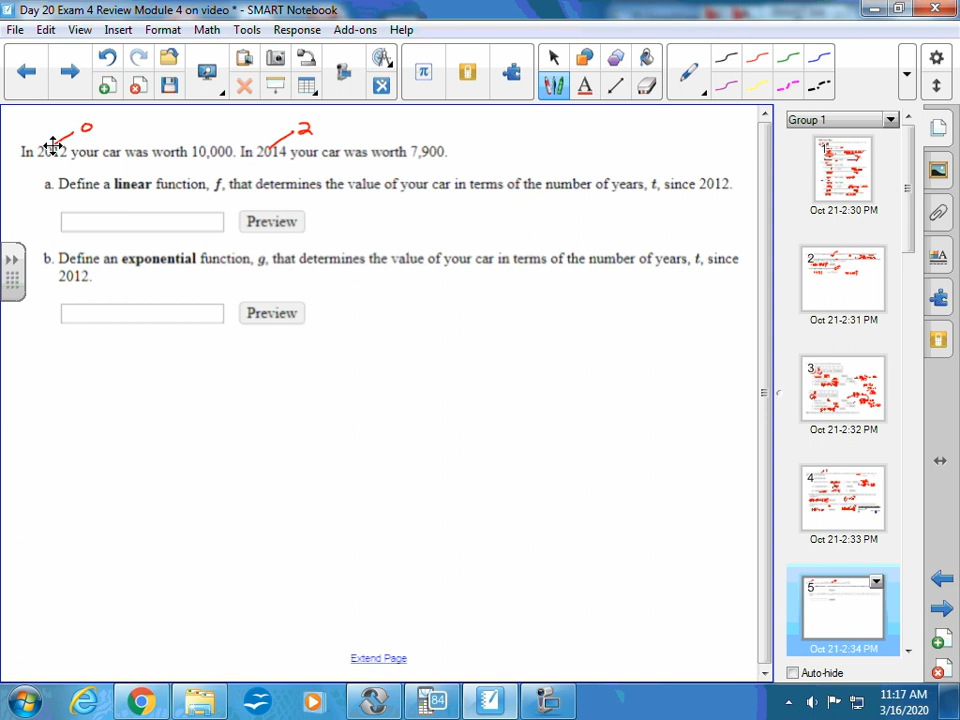 Day 20 Exam 4 Review Module 4 on video * - SMART Notebook
File Edit View Insert Format Math Tools Response Add-ons Help
0 2
In 2012 your car was worth 10,000. In 2014 your car was worth 7,900.
a. Define a linear function, f, that determines the value of your car in terms of the number of years, t, since 2012.
Preview
b. Define an exponential function, g, that determines the value of your car in terms of the number of years, t, since
2012.
Preview
Extend Page
Group 1
1
Oct 21-2:30 PM
2
Oct 21-2:31 PM
3
Oct 21-2:32 PM
4
Oct 21-2:33 PM
5
Oct 21-2:34 PM
Auto-hide
84
11:17 AM
3/16/2020